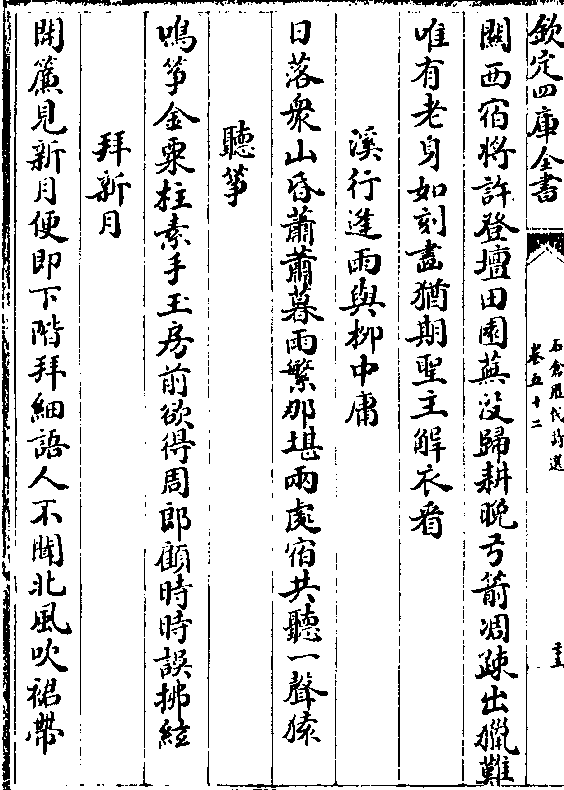 欽定四庫全書
石倉歷代詩選
卷五十二
關西宿將許登壇田園蕪没歸耕晚弓箭凋踈出獵難
唯有老身如刻畫猶期聖主解衣看
溪行逢雨與柳中庸
日落衆山昏蕭蕭暮雨繁那堪兩處宿共聽一聲猿
聽箏
鳴箏金粟柱素手玉房前欲得周郎顧時時誤拂絃
拜新月
開簾見新月便即下階拜細語人不聞北風吹裙帶